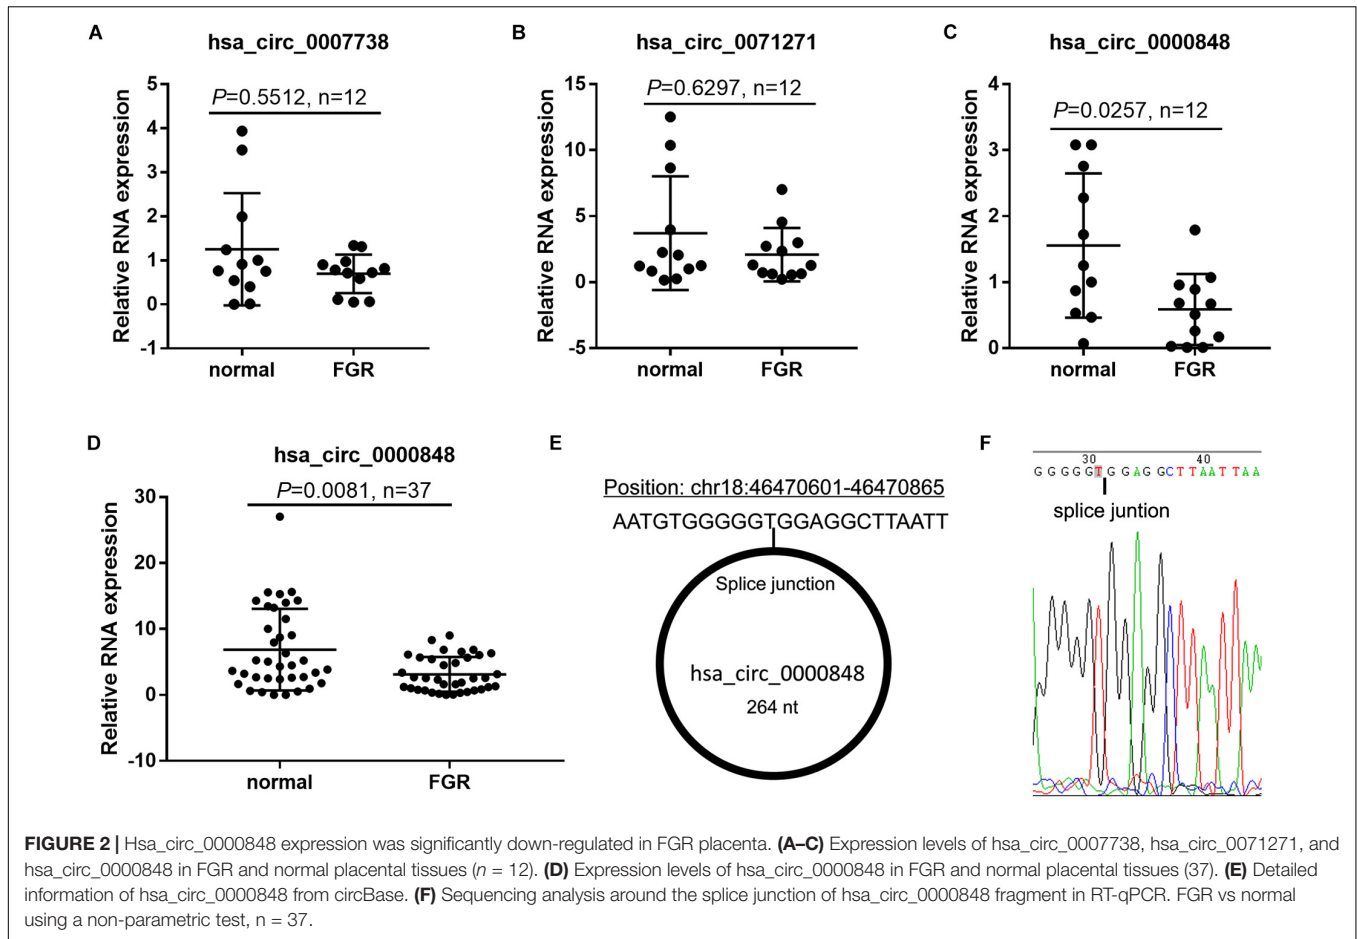 A
hsa_circ_0007738
P=0.5512, n=12
Relative RNA expression
5
4
3
2
1
0
-1
normal
FGR
B
hsa_circ_0071271
P=0.6297, n=12
Relative RNA expression
15
10
5
0
-5
normal
FGR
C
hsa_circ_0000848
P=0.0257, n=12
Relative RNA expression
4
3
2
1
0
normal
FGR
D
hsa_circ_0000848
P=0.0081, n=37
Relative RNA expression
30
20
10
0
-10
normal
FGR
E
Position: chr18:46470601-46470865
AATGTGGGGGTGGAGGCTTAATT
Splice junction
hsa_circ_0000848
264 nt
F
30 40
G G G G G T G G A G G C T T A A T T A A
splice juntion
FIGURE 2 | Hsa_circ_0000848 expression was significantly down-regulated in FGR placenta. (A–C) Expression levels of hsa_circ_0007738, hsa_circ_0071271, and
hsa_circ_0000848 in FGR and normal placental tissues (n = 12). (D) Expression levels of hsa_circ_0000848 in FGR and normal placental tissues (37). (E) Detailed
information of hsa_circ_0000848 from circBase. (F) Sequencing analysis around the splice junction of hsa_circ_0000848 fragment in RT-qPCR. FGR vs normal
using a non-parametric test, n = 37.